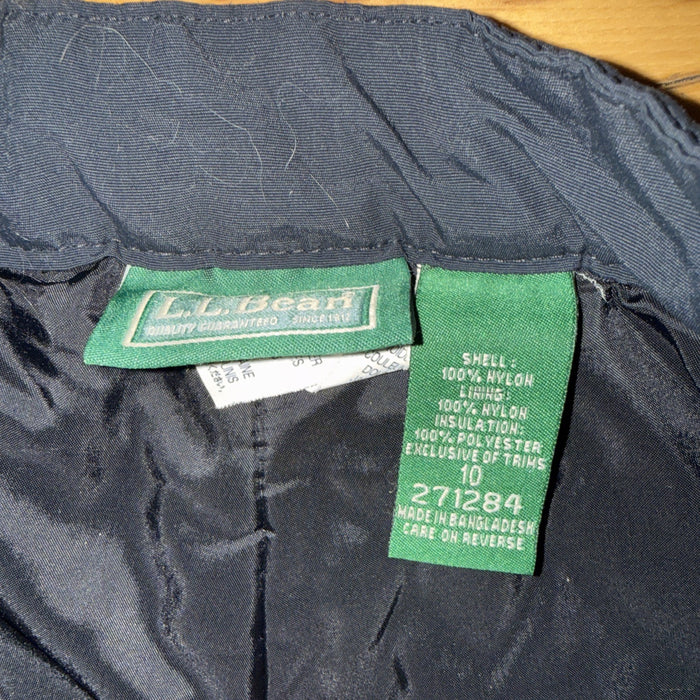 L.L.Bean
QUALITY GUARANTEED SINCE 1912
SHELL:
100% NYLON
LINING:
100% NYLON
INSULATION:
100% POLYESTER
EXCLUSIVE OF TRIMS
10
271284
MADE IN BANGLADESH
CARE ON REVERSE